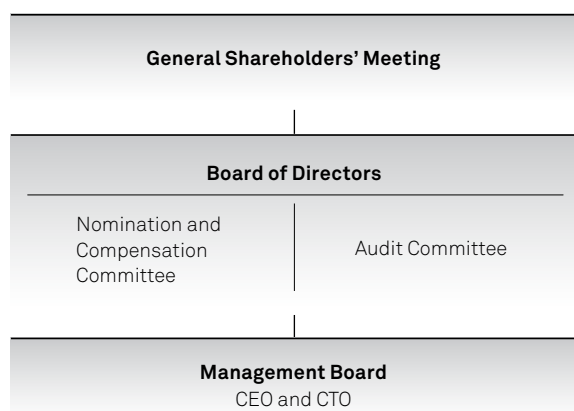 General Shareholders’ Meeting
Board of Directors
Nomination and
Compensation
Committee
Audit Committee
Management Board
CEO and CTO